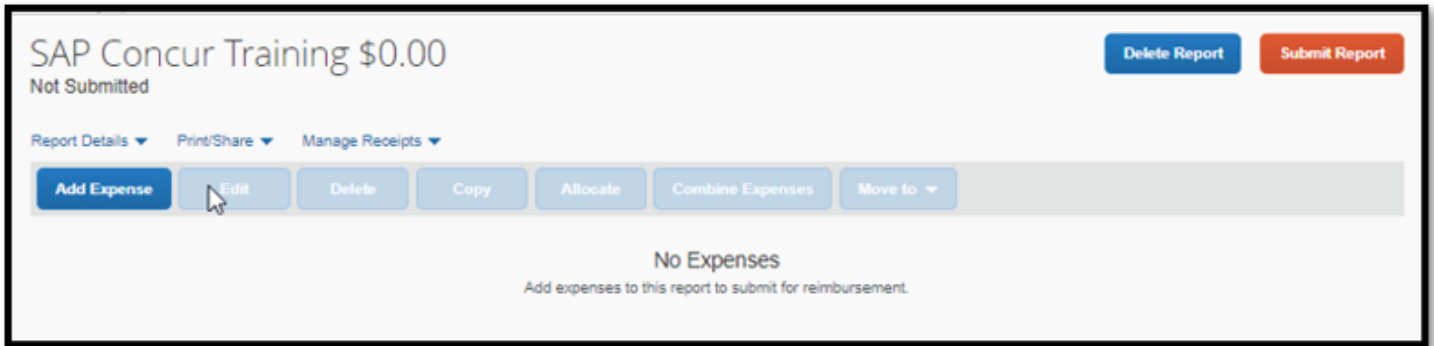 SAP Concur Training $0.00
Delete Report Submit Report
Not Submitted
Report Details Print/Share Manage Receipts
Add Expense Edit Delete Copy Allocate Combine Expenses Move to
No Expenses
Add expenses to this report to submit for reimbursement.